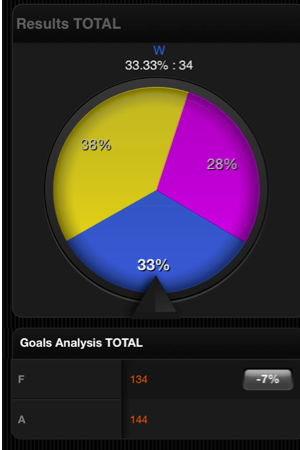 Results TOTAL
W
33.33% : 34
38%
28%
33%
Goals Analysis TOTAL
F 134 -7%
A 144